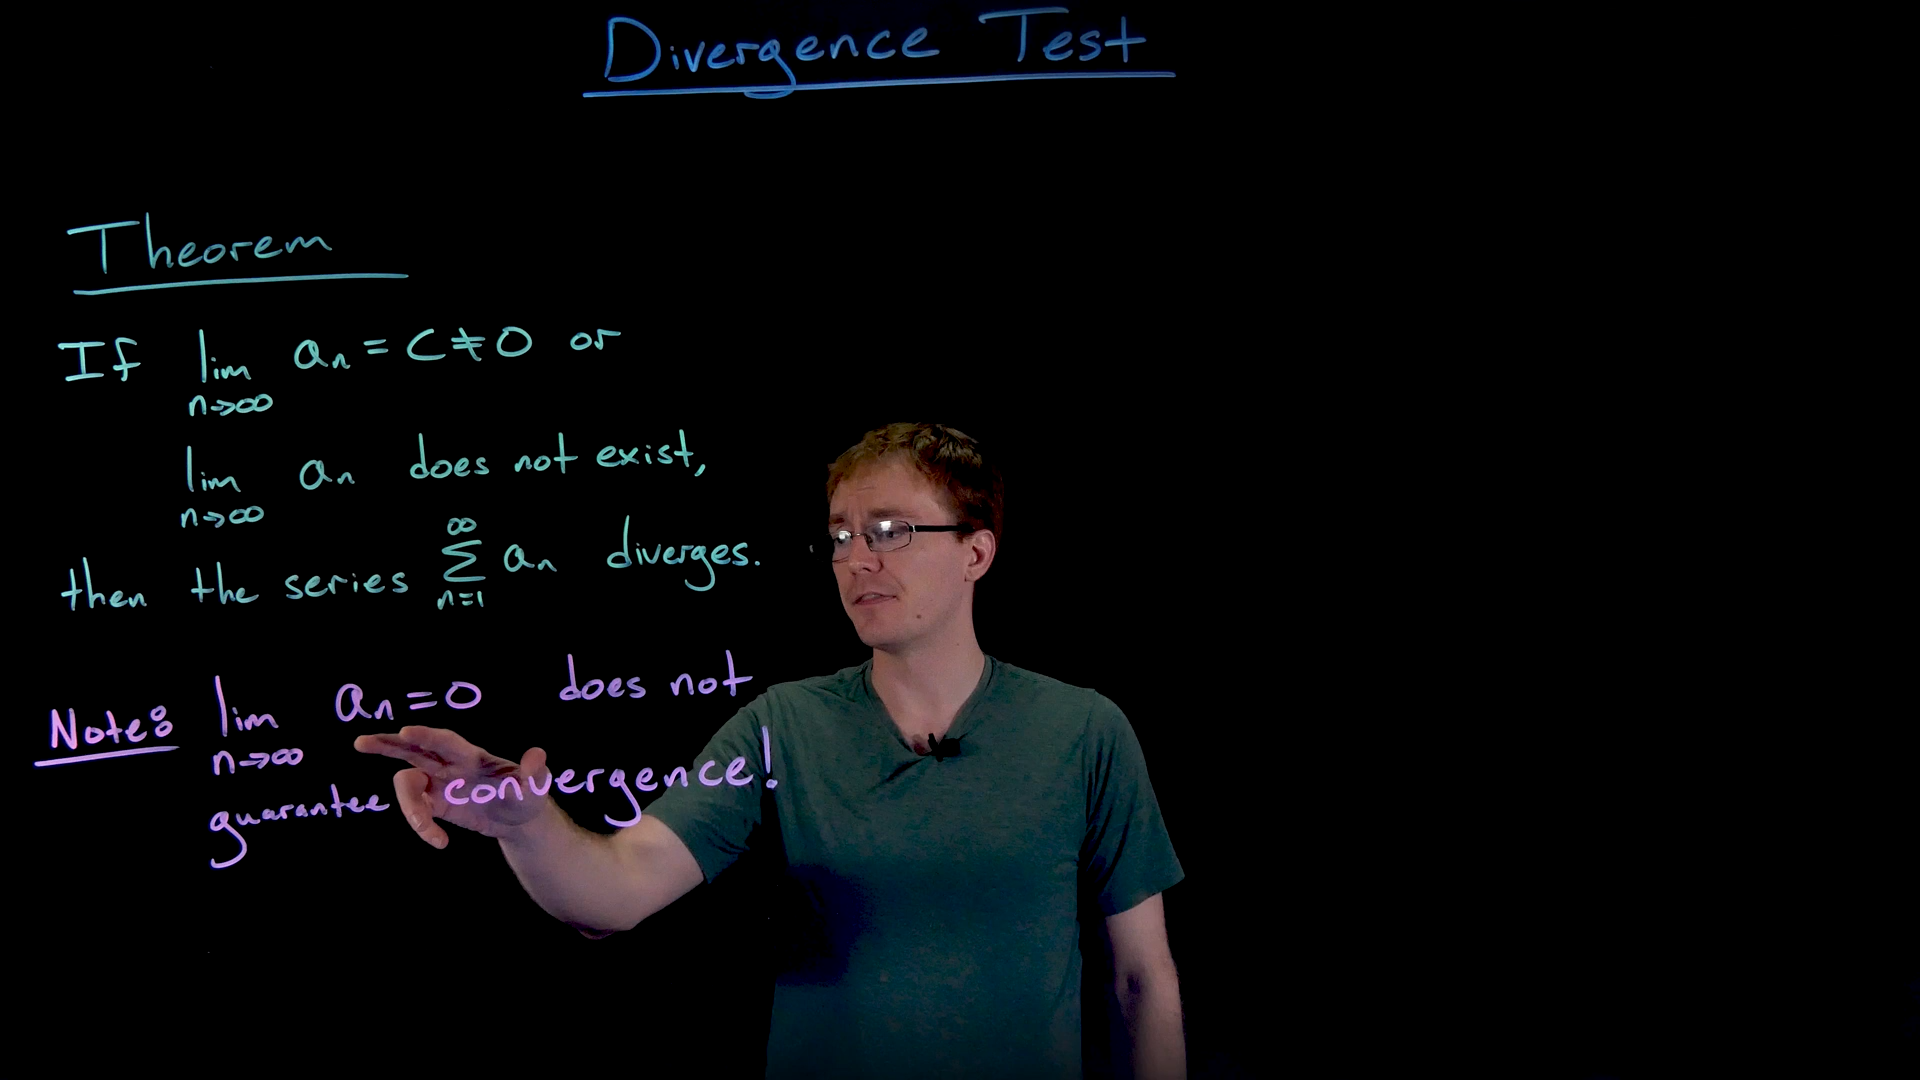 Divergence Test
Theorem
If lim an = C ≠ 0 or
n→∞
lim an does not exist,
n→∞
then the series ∞ Σ n=1 an diverges.
Note: lim an = 0 does not
n→∞
guarantee convergence!